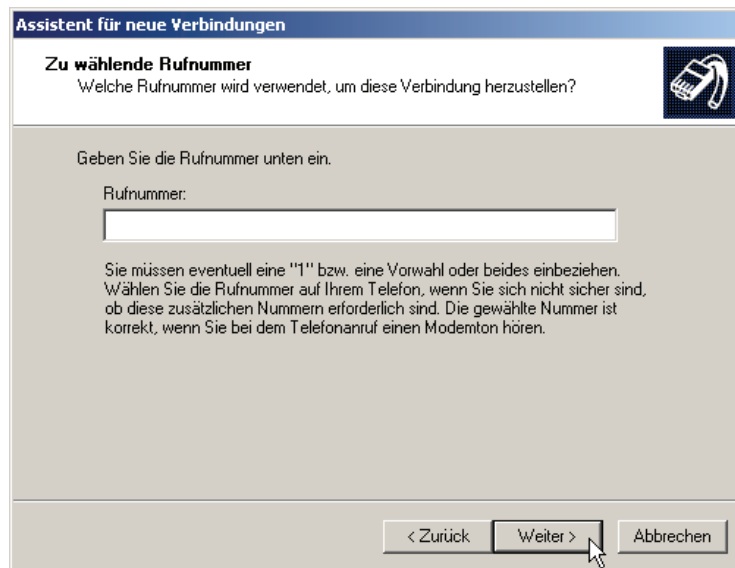 Assistent für neue Verbindungen
Zu wählende Rufnummer
Welche Rufnummer wird verwendet, um diese Verbindung herzustellen?
Geben Sie die Rufnummer unten ein.
Rufnummer:
Sie müssen eventuell eine "1" bzw. eine Vorwahl oder beides einbeziehen.
Wählen Sie die Rufnummer auf Ihrem Telefon, wenn Sie sich nicht sicher sind,
ob diese zusätzlichen Nummern erforderlich sind. Die gewählte Nummer ist
korrekt, wenn Sie bei dem Telefonanruf einen Modemton hören.
< Zurück Weiter > Abbrechen